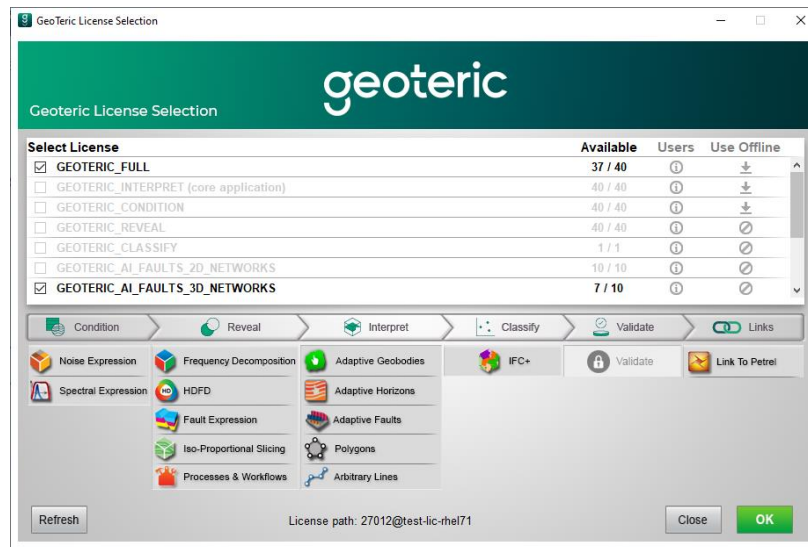 GeoTeric License Selection
geoteric
Geoteric License Selection
Select License Available Users Use Offline
GEOTERIC_FULL 37 / 40
GEOTERIC_INTERPRET (core application) 40 / 40
GEOTERIC_CONDITION 40 / 40
GEOTERIC_REVEAL 40 / 40
GEOTERIC_CLASSIFY 1 / 1
GEOTERIC_AI_FAULTS_2D_NETWORKS 10 / 10
GEOTERIC_AI_FAULTS_3D_NETWORKS 7 / 10
Condition Reveal Interpret Classify Validate Links
Noise Expression Frequency Decomposition Adaptive Geobodies IFC+ Validate Link To Petrel
Spectral Expression HD HDFD Adaptive Horizons
Fault Expression Adaptive Faults
Iso-Proportional Slicing Polygons
Processes & Workflows Arbitrary Lines
Refresh License path: 27012@test-lic-rhel71 Close OK